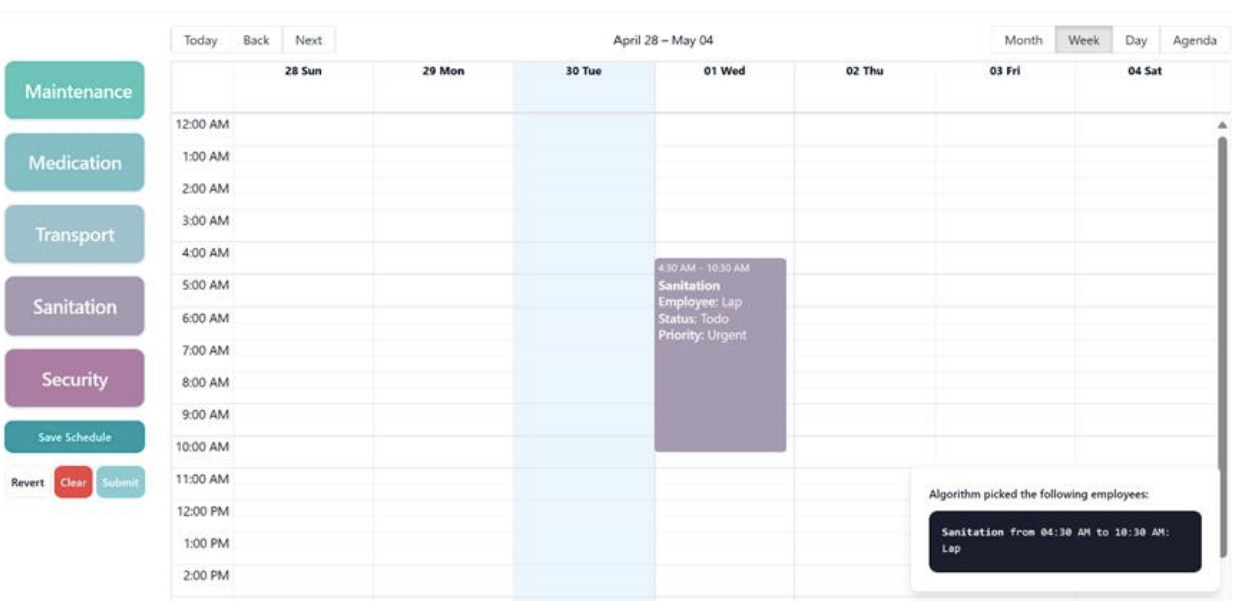 Today Back Next April 28 – May 04 Month Week Day Agenda
28 Sun 29 Mon 30 Tue 01 Wed 02 Thu 03 Fri 04 Sat
Maintenance
Medication
Transport
Sanitation
Security
Save Schedule
Revert Clear Submit
12:00 AM
1:00 AM
2:00 AM
3:00 AM
4:00 AM
5:00 AM
6:00 AM
7:00 AM
8:00 AM
9:00 AM
10:00 AM
11:00 AM
12:00 PM
1:00 PM
2:00 PM
4:30 AM – 10:30 AM
Sanitation
Employee: Lap
Status: Todo
Priority: Urgent
Algorithm picked the following employees:
Sanitation from 04:30 AM to 10:30 AM:
Lap